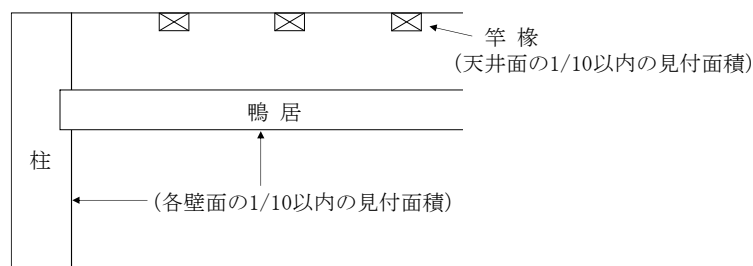 竿 椽
(天井面の1/10以内の見付面積)
鴨 居
柱
(各壁面の1/10以内の見付面積)